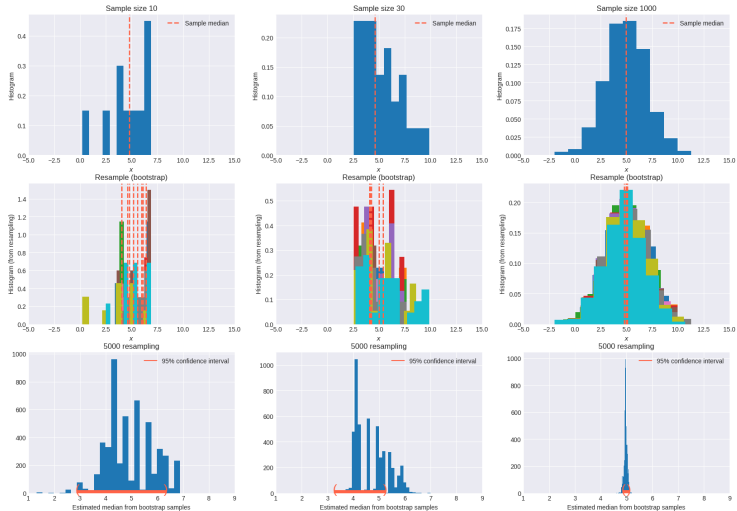 Sample size 10
Sample size 30
Sample size 1000
Histogram
0.0
0.1
0.2
0.3
0.4
Sample median
−5.0 −2.5 0.0 2.5 5.0 7.5 10.0 12.5 15.0
x
Histogram
0.00
0.05
0.10
0.15
0.20
Sample median
−5.0 −2.5 0.0 2.5 5.0 7.5 10.0 12.5 15.0
x
Histogram
0.000
0.025
0.050
0.075
0.100
0.125
0.150
0.175
Sample median
−5.0 −2.5 0.0 2.5 5.0 7.5 10.0 12.5 15.0
x
Resample (bootstrap)
Resample (bootstrap)
Resample (bootstrap)
Histogram (from resampling)
0.0
0.2
0.4
0.6
0.8
1.0
1.2
1.4
−5.0 −2.5 0.0 2.5 5.0 7.5 10.0 12.5 15.0
x
Histogram (from resampling)
0.0
0.1
0.2
0.3
0.4
0.5
−5.0 −2.5 0.0 2.5 5.0 7.5 10.0 12.5 15.0
x
Histogram (from resampling)
0.00
0.05
0.10
0.15
0.20
−5.0 −2.5 0.0 2.5 5.0 7.5 10.0 12.5 15.0
x
5000 resampling
5000 resampling
5000 resampling
0
200
400
600
800
1000
95% confidence interval
1 2 3 4 5 6 7 8 9
Estimated median from bootstrap samples
0
200
400
600
800
1000
95% confidence interval
1 2 3 4 5 6 7 8 9
Estimated median from bootstrap samples
0
200
400
600
800
1000
95% confidence interval
1 2 3 4 5 6 7 8 9
Estimated median from bootstrap samples